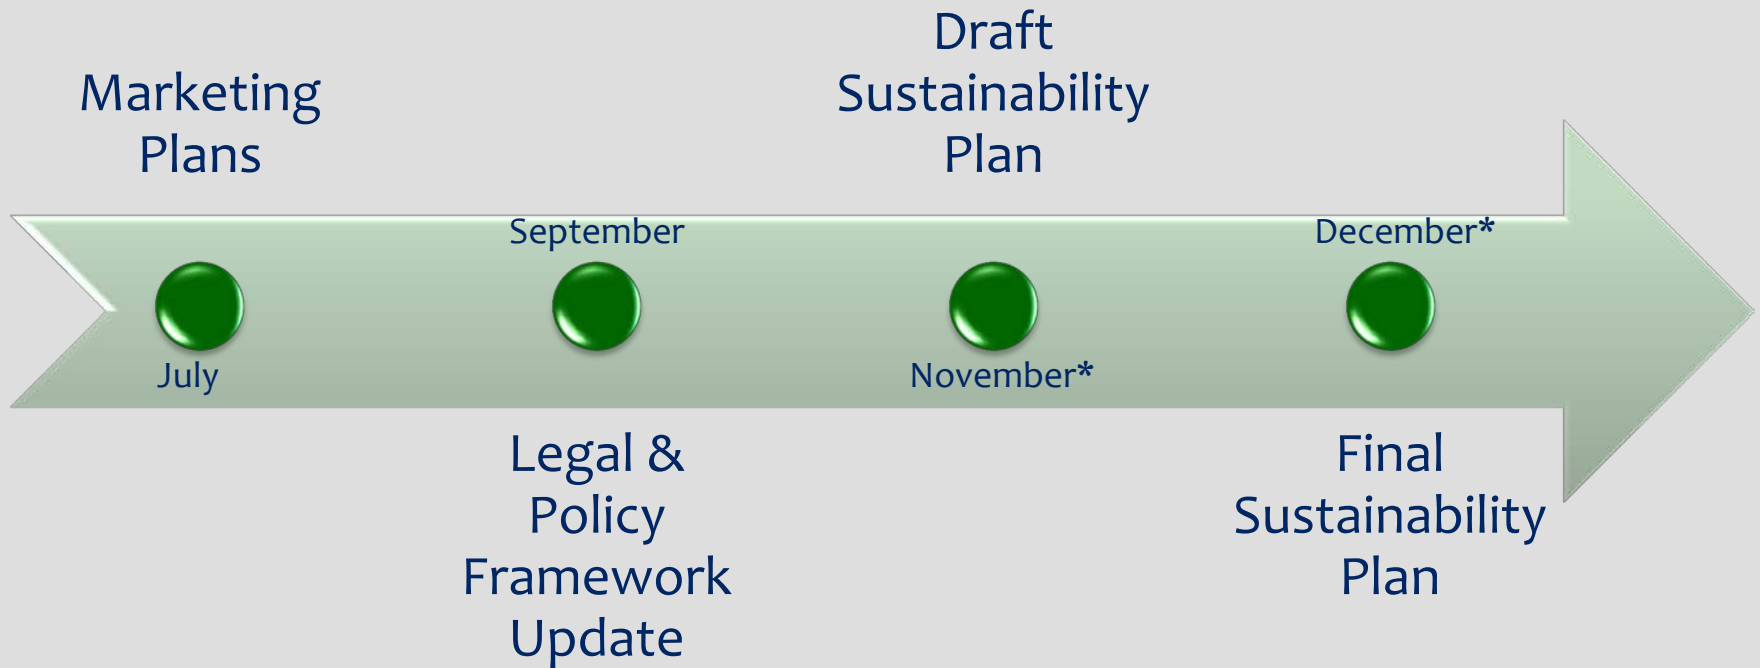 Marketing
Plans
July
September
Legal &
Policy
Framework
Update
Draft
Sustainability
Plan
November*
December*
Final
Sustainability
Plan